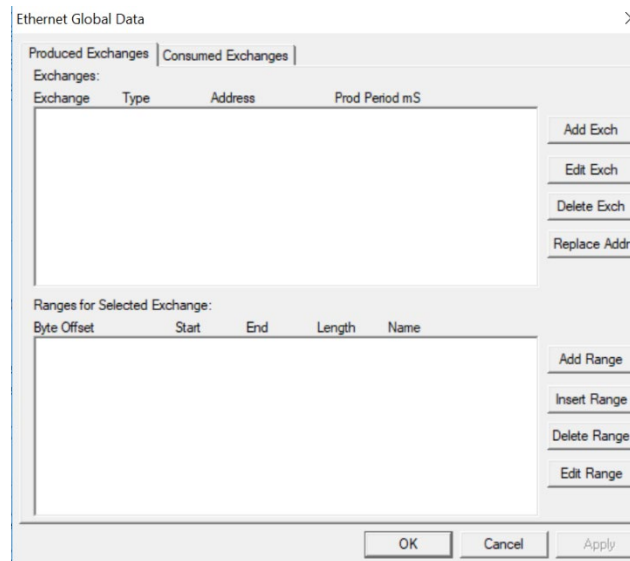 Ethernet Global Data
Produced Exchanges Consumed Exchanges
Exchanges:
Exchange Type Address Prod Period mS
Add Exch
Edit Exch
Delete Exch
Replace Addr
Ranges for Selected Exchange:
Byte Offset Start End Length Name
Add Range
Insert Range
Delete Range
Edit Range
OK Cancel Apply